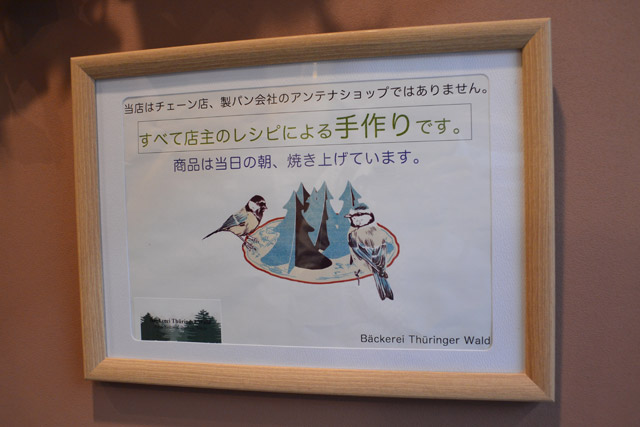 当店はチェーン店、製パン会社のアンテナショップではありません。
すべて店主のレシピによる手作りです。
商品は当日の朝、焼き上げています。
Bäckerei Thüringer Wald